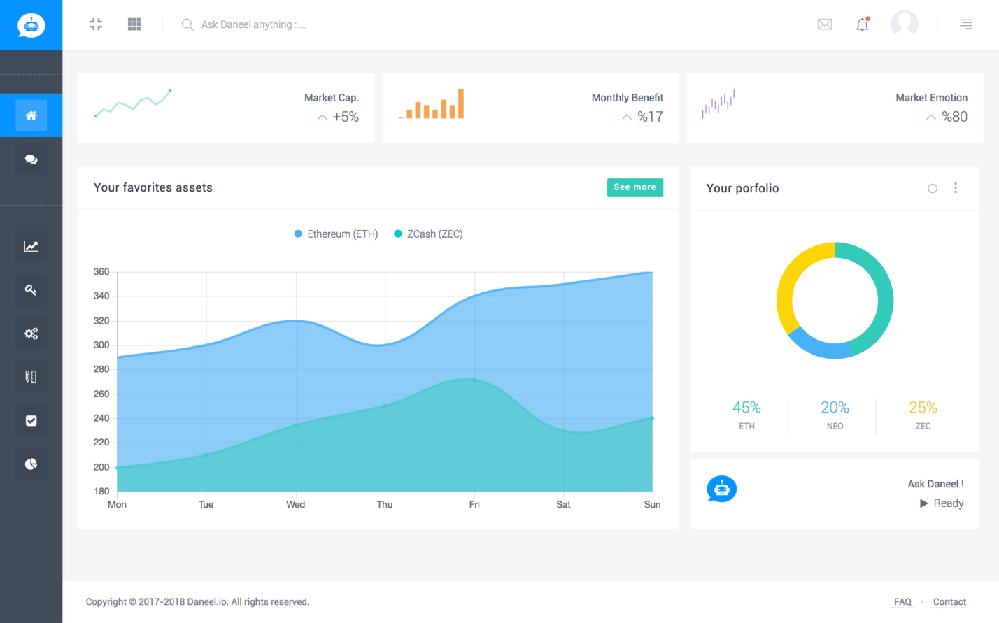 Ask Daneel anything : ...
Market Cap.
+5%
Monthly Benefit
%17
Market Emotion
%80
Your favorites assets
See more
Ethereum (ETH)
ZCash (ZEC)
360
340
320
300
280
260
240
220
200
180
Mon
Tue
Wed
Thu
Fri
Sat
Sun
Your porfolio
45%
ETH
20%
NEO
25%
ZEC
Ask Daneel !
Ready
Copyright © 2017-2018 Daneel.io. All rights reserved.
FAQ • Contact